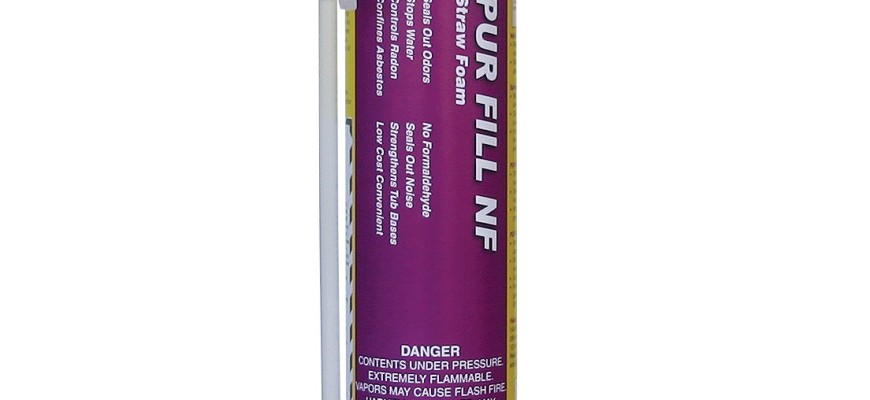 PUR FILL NF
Straw Foam
Seals Out Odors
Stops Water
Controls Radon
Confines Asbestos
No Formaldehyde
Seals Out Noise
Strengthens Tub Bases
Low Cost Convenient
DANGER
CONTENTS UNDER PRESSURE.
EXTREMELY FLAMMABLE.
VAPORS MAY CAUSE FLASH FIRE.